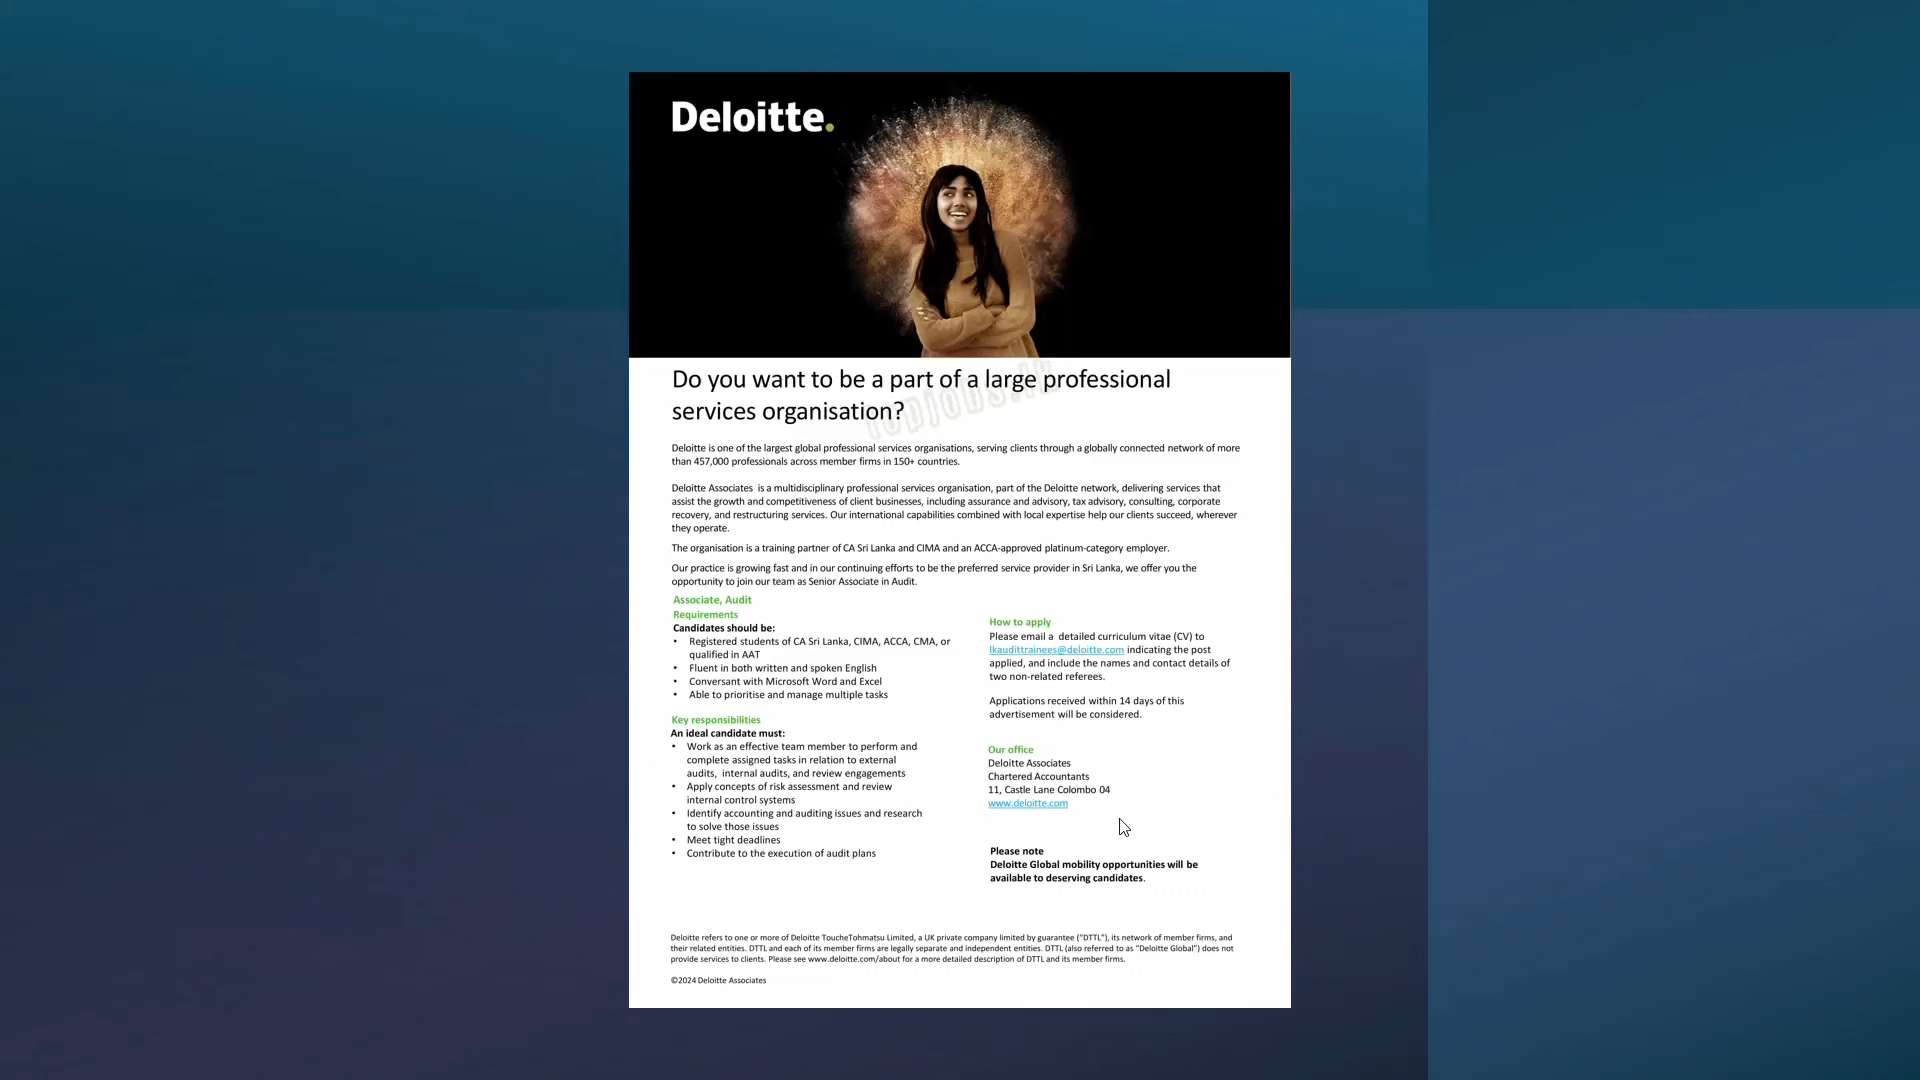 Deloitte.
topjobs.lk
Do you want to be a part of a large professional
services organisation?
Deloitte is one of the largest global professional services organisations, serving clients through a globally connected network of more
than 457,000 professionals across member firms in 150+ countries.
Deloitte Associates is a multidisciplinary professional services organisation, part of the Deloitte network, delivering services that
assist the growth and competitiveness of client businesses, including assurance and advisory, tax advisory, consulting, corporate
recovery, and restructuring services. Our international capabilities combined with local expertise help our clients succeed, wherever
they operate.
The organisation is a training partner of CA Sri Lanka and CIMA and an ACCA-approved platinum-category employer.
Our practice is growing fast and in our continuing efforts to be the preferred service provider in Sri Lanka, we offer you the
opportunity to join our team as Senior Associate in Audit.
Associate, Audit
Requirements
Candidates should be:
• Registered students of CA Sri Lanka, CIMA, ACCA, CMA, or
qualified in AAT
• Fluent in both written and spoken English
• Conversant with Microsoft Word and Excel
• Able to prioritise and manage multiple tasks
Key responsibilities
An ideal candidate must:
• Work as an effective team member to perform and
complete assigned tasks in relation to external
audits, internal audits, and review engagements
• Apply concepts of risk assessment and review
internal control systems
• Identify accounting and auditing issues and research
to solve those issues
• Meet tight deadlines
• Contribute to the execution of audit plans
How to apply
Please email a detailed curriculum vitae (CV) to
lkaudittrainees@deloitte.com indicating the post
applied, and include the names and contact details of
two non-related referees.
Applications received within 14 days of this
advertisement will be considered.
Our office
Deloitte Associates
Chartered Accountants
11, Castle Lane Colombo 04
www.deloitte.com
Please note
Deloitte Global mobility opportunities will be
available to deserving candidates.
Deloitte refers to one or more of Deloitte ToucheTohmatsu Limited, a UK private company limited by guarantee (“DTTL”), its network of member firms, and
their related entities. DTTL and each of its member firms are legally separate and independent entities. DTTL (also referred to as “Deloitte Global”) does not
provide services to clients. Please see www.deloitte.com/about for a more detailed description of DTTL and its member firms.
©2024 Deloitte Associates